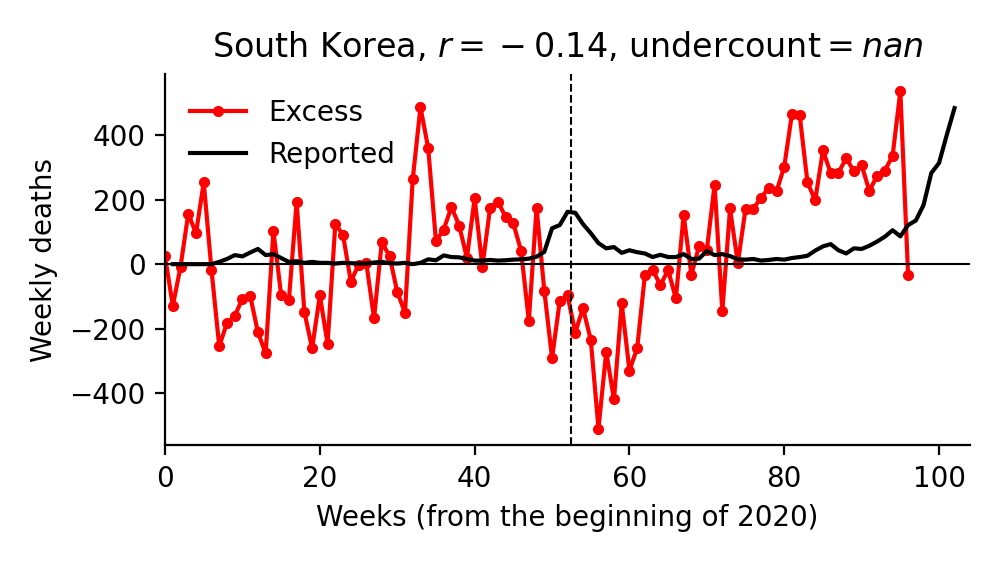 South Korea, r = −0.14, undercount = nan
Excess
Reported
Weekly deaths
400
200
0
−200
−400
0 20 40 60 80 100
Weeks (from the beginning of 2020)